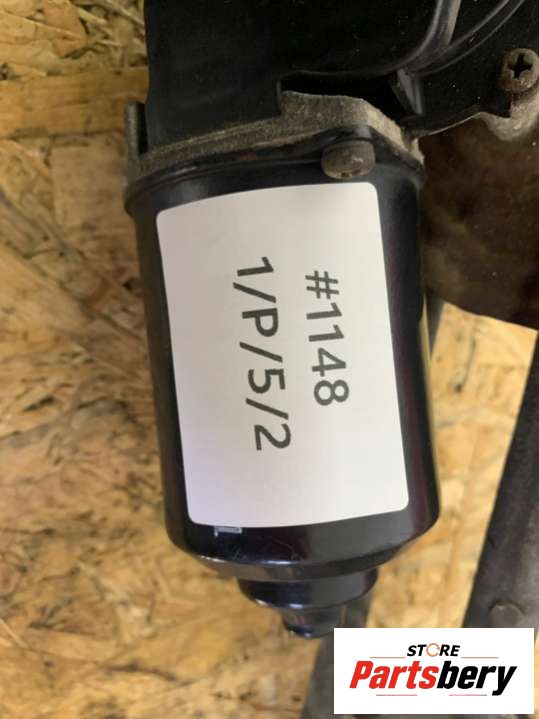 #1148
1/P/5/2
STORE
Partsbery